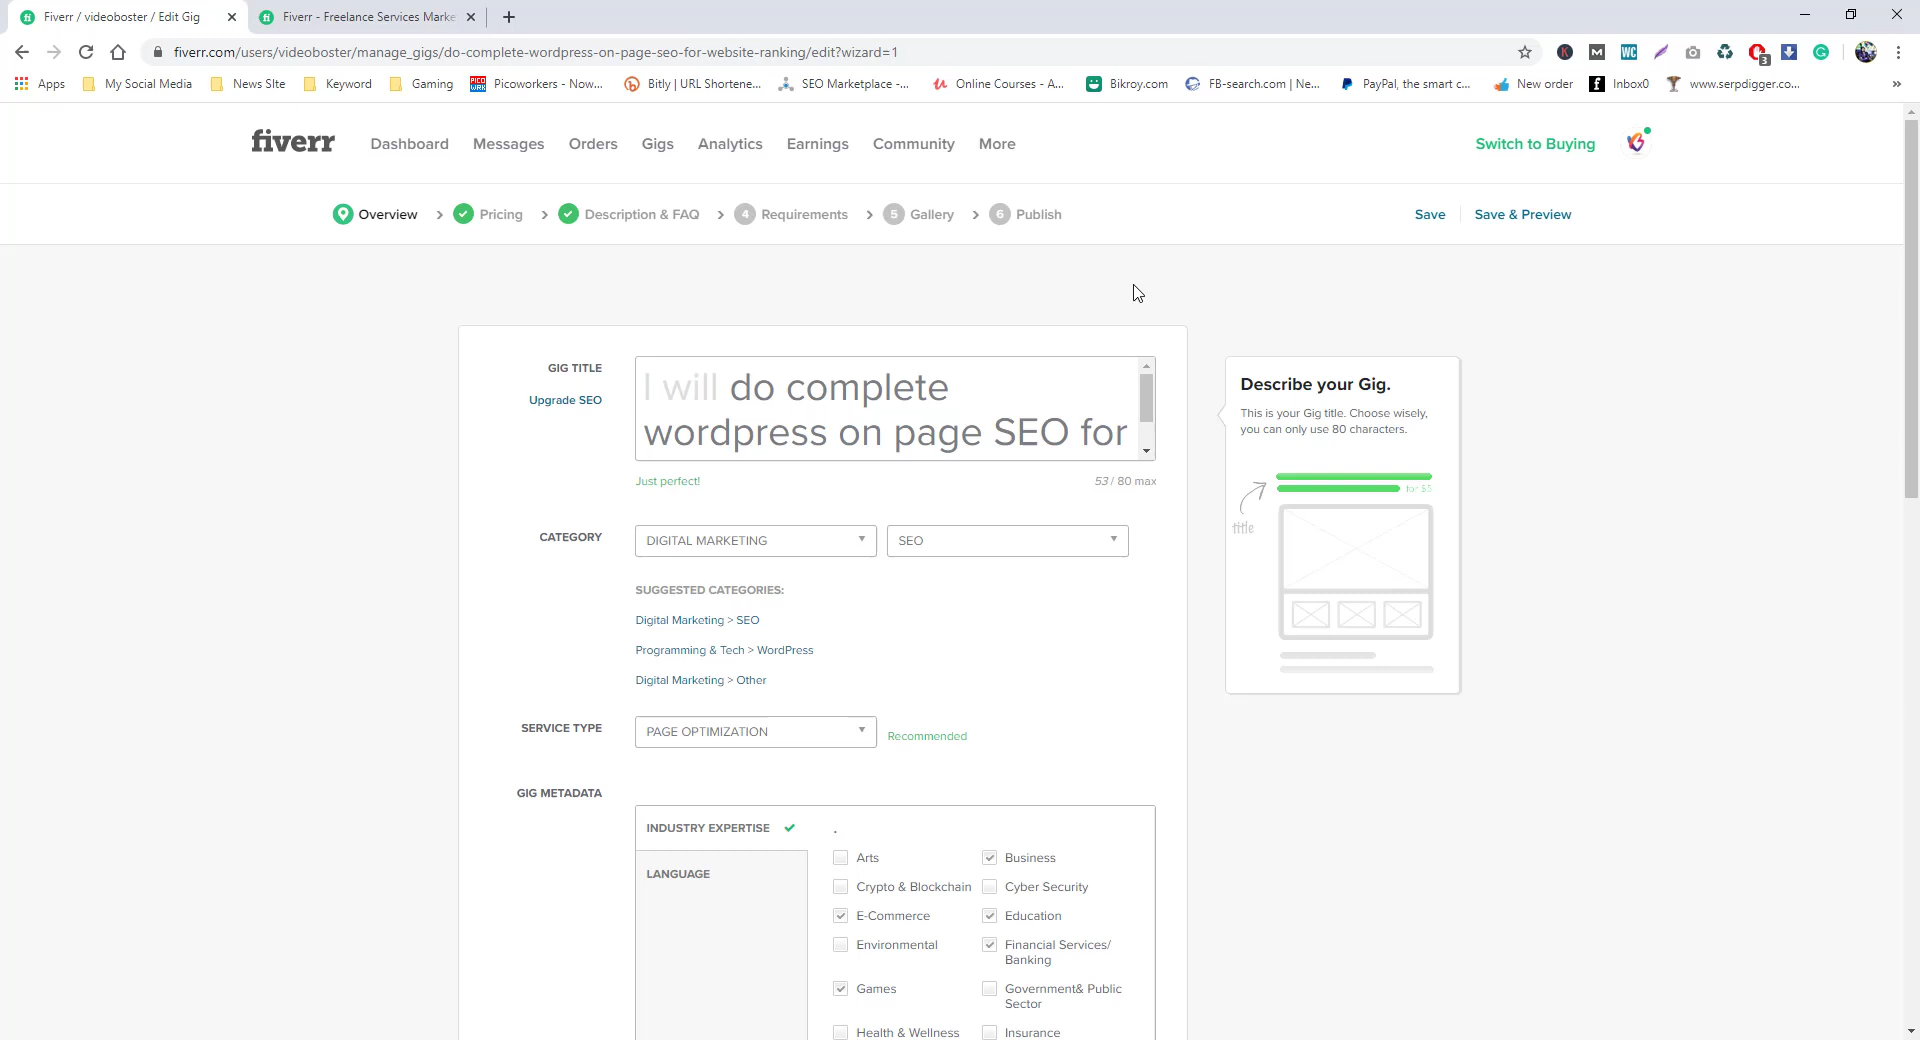 Fiverr / videoboster / Edit Gig
Fiverr - Freelance Services Marke
fiverr.com/users/videoboster/manage_gigs/do-complete-wordpress-on-page-seo-for-website-ranking/edit?wizard=1
K M WC 3
Apps My Social Media News SIte Keyword Gaming PICO WRK Picoworkers - Now... Bitly | URL Shortene... SEO Marketplace -... Online Courses - A... Bikroy.com FB-search.com | Ne... PayPal, the smart c... New order Inbox0 www.serpdigger.co... »
fiverr Dashboard Messages Orders Gigs Analytics Earnings Community More Switch to Buying
Overview > Pricing > Description & FAQ > 4 Requirements > 5 Gallery > 6 Publish Save Save & Preview
GIG TITLE
Upgrade SEO
I will do complete
wordpress on page SEO for
Just perfect! 53 / 80 max
Describe your Gig.
This is your Gig title. Choose wisely,
you can only use 80 characters.
for $5
title
CATEGORY DIGITAL MARKETING SEO
SUGGESTED CATEGORIES:
Digital Marketing > SEO
Programming & Tech > WordPress
Digital Marketing > Other
SERVICE TYPE PAGE OPTIMIZATION Recommended
GIG METADATA
INDUSTRY EXPERTISE .
LANGUAGE
Arts Business
Crypto & Blockchain Cyber Security
E-Commerce Education
Environmental Financial Services/
Banking
Games Government& Public
Sector
Health & Wellness Insurance